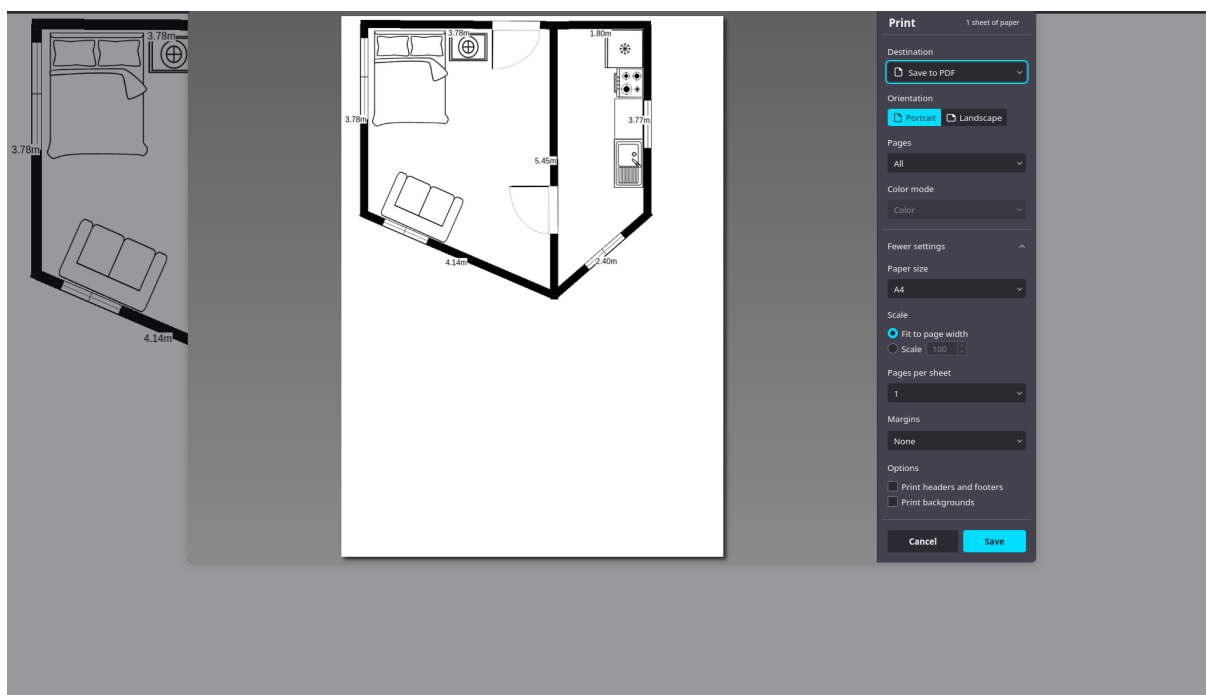 3.78m
3.78m
4.14m
3.78m
1.80m
3.78m
3.77m
5.45m
4.14m
2.40m
Print
1 sheet of paper
Destination
Save to PDF
Orientation
Portrait
Landscape
Pages
All
Color mode
Color
Fewer settings
Paper size
A4
Scale
Fit to page width
Scale 100
Pages per sheet
1
Margins
None
Options
Print headers and footers
Print backgrounds
Cancel
Save